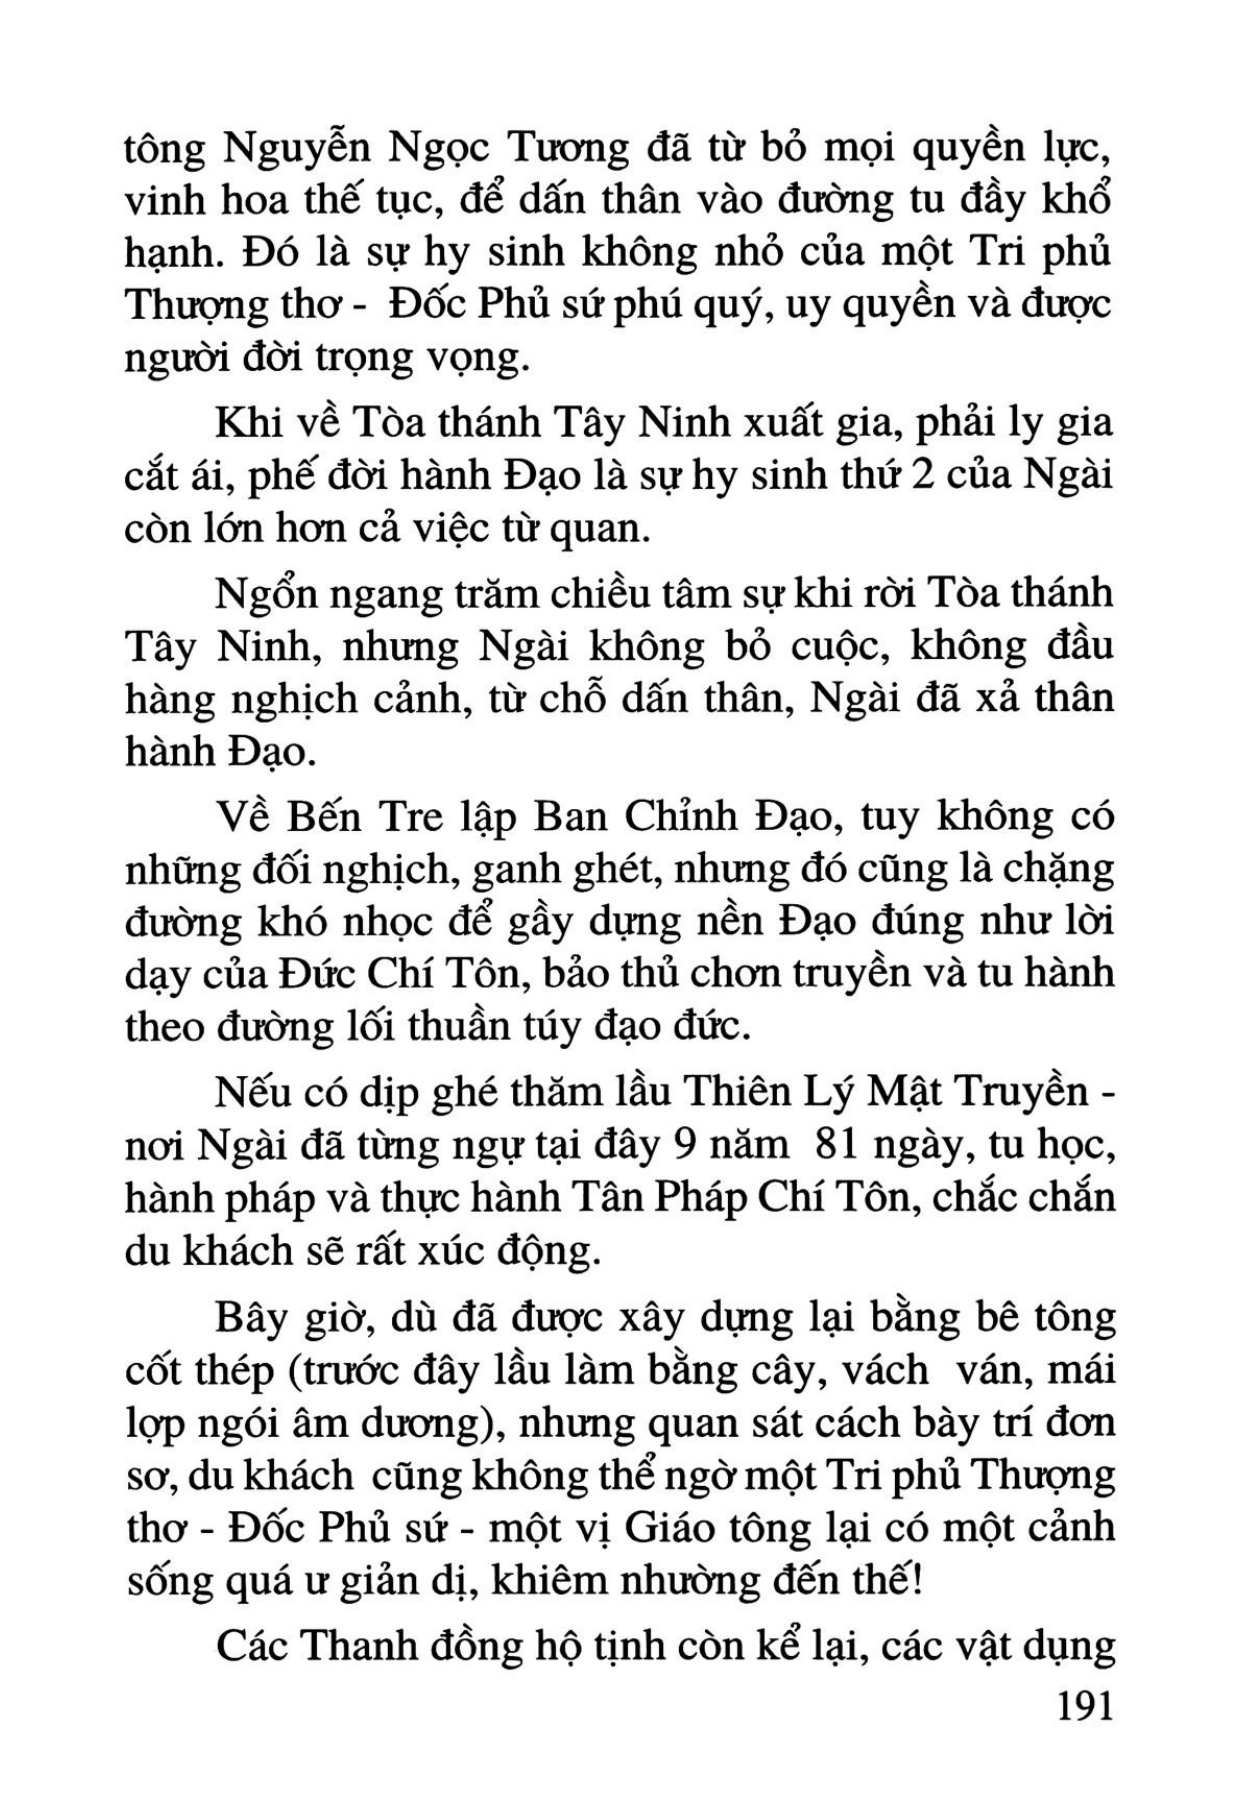 tông Nguyễn Ngọc Tương đã từ bỏ mọi quyền lực,
vinh hoa thế tục, để dấn thân vào đường tu đầy khổ
hạnh. Đó là sự hy sinh không nhỏ của một Tri phủ
Thượng thơ - Đốc Phủ sứ phú quý, uy quyền và được
người đời trọng vọng.
Khi về Tòa thánh Tây Ninh xuất gia, phải ly gia
cắt ái, phế đời hành Đạo là sự hy sinh thứ 2 của Ngài
còn lớn hơn cả việc từ quan.
Ngổn ngang trăm chiều tâm sự khi rời Tòa thánh
Tây Ninh, nhưng Ngài không bỏ cuộc, không đầu
hàng nghịch cảnh, từ chỗ dấn thân, Ngài đã xả thân
hành Đạo.
Về Bến Tre lập Ban Chỉnh Đạo, tuy không có
những đối nghịch, ganh ghét, nhưng đó cũng là chặng
đường khó nhọc để gầy dựng nền Đạo đúng như lời
dạy của Đức Chí Tôn, bảo thủ chơn truyền và tu hành
theo đường lối thuần túy đạo đức.
Nếu có dịp ghé thăm lầu Thiên Lý Mật Truyền -
nơi Ngài đã từng ngự tại đây 9 năm 81 ngày, tu học,
hành pháp và thực hành Tân Pháp Chí Tôn, chắc chắn
du khách sẽ rất xúc động.
Bây giờ, dù đã được xây dựng lại bằng bê tông
cốt thép (trước đây lầu làm bằng cây, vách ván, mái
lợp ngói âm dương), nhưng quan sát cách bày trí đơn
sơ, du khách cũng không thể ngờ một Tri phủ Thượng
thơ - Đốc Phủ sứ - một vị Giáo tông lại có một cảnh
sống quá ư giản dị, khiêm nhường đến thế!
Các Thanh đồng hộ tịnh còn kể lại, các vật dụng
191